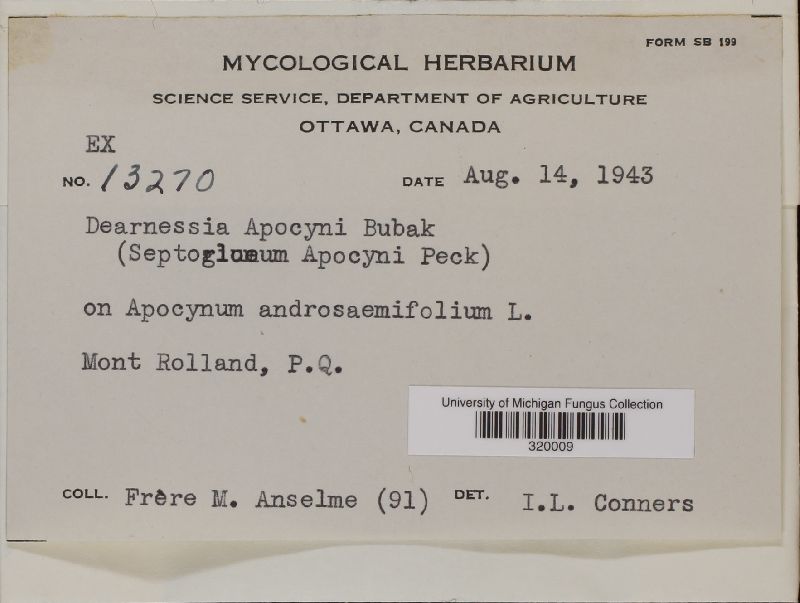 FORM SB 199
MYCOLOGICAL HERBARIUM
SCIENCE SERVICE, DEPARTMENT OF AGRICULTURE
OTTAWA, CANADA
EX
NO. 13270 DATE Aug. 14, 1943
Dearnessia Apocyni Bubak
(Septogloeum Apocyni Peck)
on Apocynum androsaemifolium L.
Mont Rolland, P.Q.
University of Michigan Fungus Collection
320009
COLL. Frère M. Anselme (91) DET. I.L. Conners